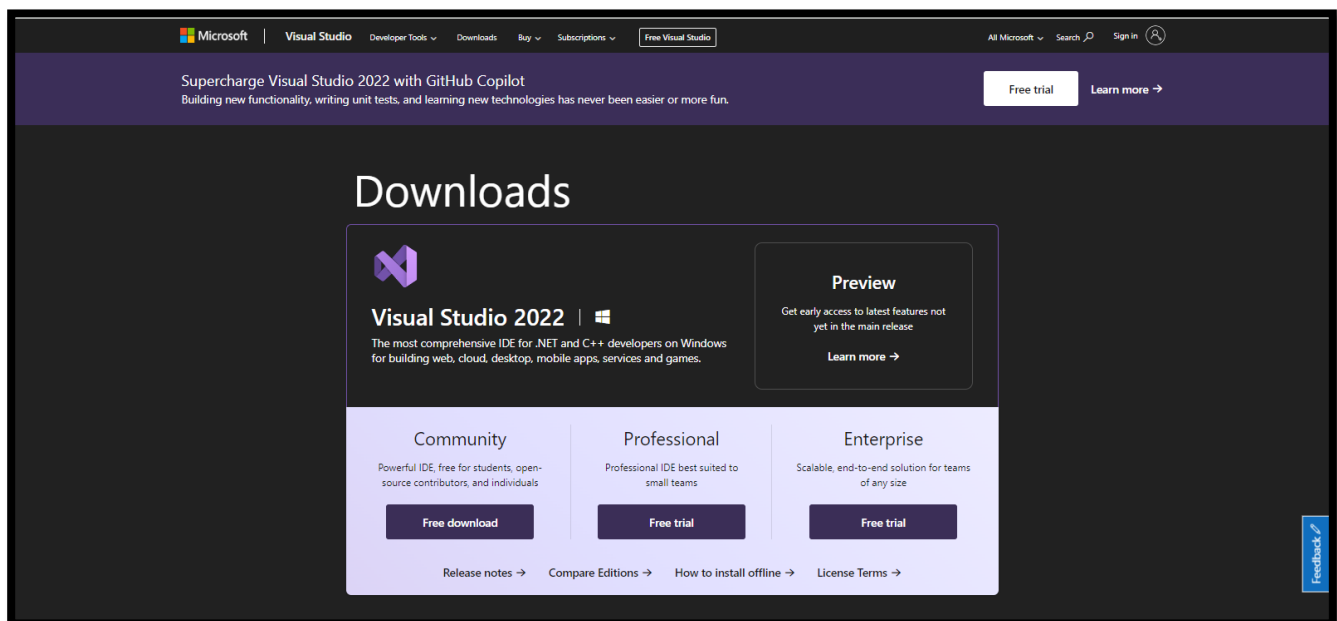 Microsoft
Visual Studio
Developer Tools
Downloads
Buy
Subscriptions
Free Visual Studio
All Microsoft
Search
Sign in
Supercharge Visual Studio 2022 with GitHub Copilot
Building new functionality, writing unit tests, and learning new technologies has never been easier or more fun.
Free trial
Learn more →
Downloads
Visual Studio 2022 |
The most comprehensive IDE for .NET and C++ developers on Windows
for building web, cloud, desktop, mobile apps, services and games.
Preview
Get early access to latest features not
yet in the main release
Learn more →
Community
Powerful IDE, free for students, open-
source contributors, and individuals
Free download
Professional
Professional IDE best suited to
small teams
Free trial
Enterprise
Scalable, end-to-end solution for teams
of any size
Free trial
Release notes →
Compare Editions →
How to install offline →
License Terms →
Feedback